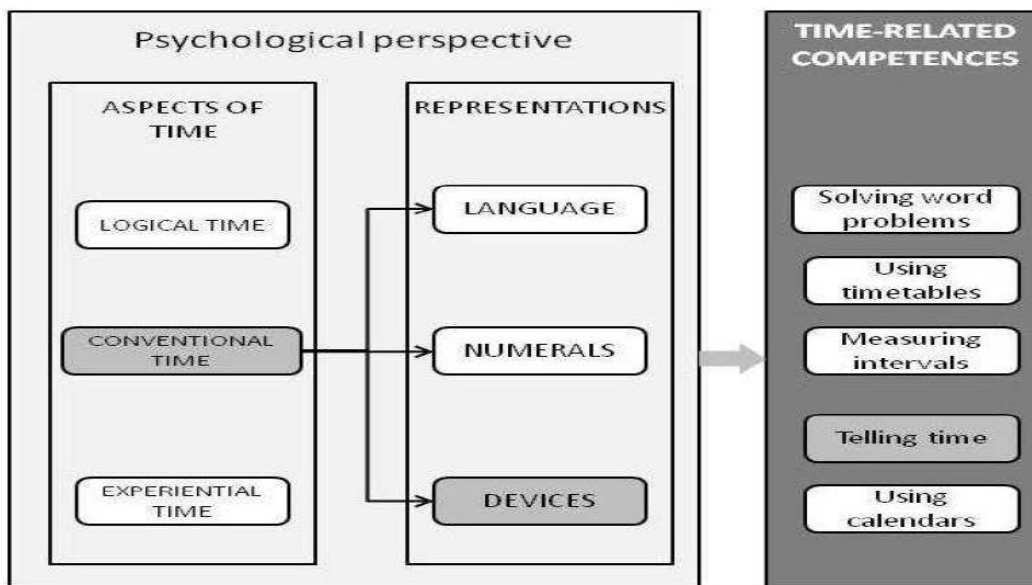 Psychological perspective
ASPECTS OF
TIME
LOGICAL TIME
CONVENTIONAL
TIME
EXPERIENTIAL
TIME
REPRESENTATIONS
LANGUAGE
NUMERALS
DEVICES
TIME-RELATED
COMPETENCES
Solving word
problems
Using
timetables
Measuring
intervals
Telling time
Using
calendars